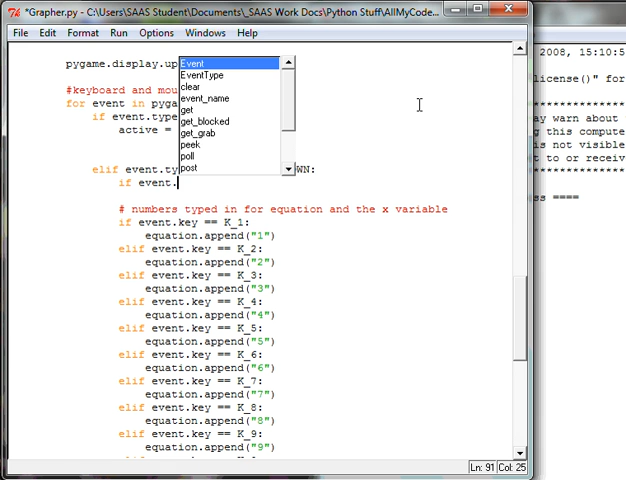 *Grapher.py - C:\Users\SAAS Student\Documents\_SAAS Work Docs\Python Stuff\AllMyCode...
File Edit Format Run Options Windows Help
pygame.display.up
Event
EventType
clear
event_name
get
get_blocked
get_grab
peek
poll
post
#keyboard and mou
for event in pyga
if event.type
active =
elif event.ty WN:
if event.
# numbers typed in for equation and the x variable
if event.key == K_1:
equation.append("1")
elif event.key == K_2:
equation.append("2")
elif event.key == K_3:
equation.append("3")
elif event.key == K_4:
equation.append("4")
elif event.key == K_5:
equation.append("5")
elif event.key == K_6:
equation.append("6")
elif event.key == K_7:
equation.append("7")
elif event.key == K_8:
equation.append("8")
elif event.key == K_9:
equation.append("9")
Ln: 91 Col: 25
2008, 15:10:5
license()" for
****************
ay warn about
g this compute
is not visible
t to or receiv
****************
ss ====